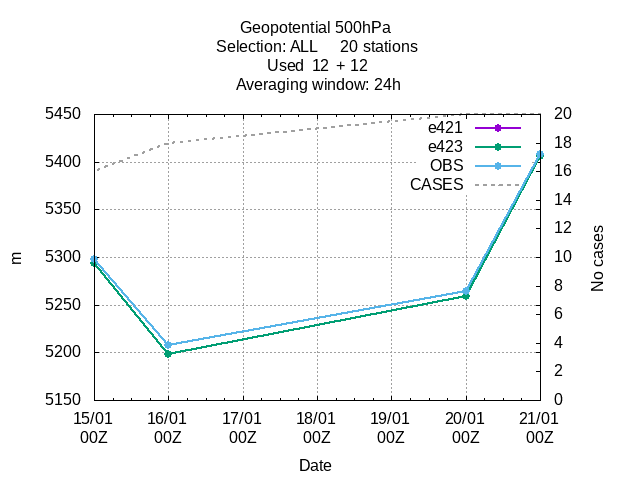 Geopotential 500hPa
Selection: ALL     20 stations
Used  12  + 12
Averaging window: 24h
5450
5400
5350
5300
5250
5200
5150
m
e421
e423
OBS
CASES
20
18
16
14
12
10
8
6
4
2
0
No cases
15/01 16/01 17/01 18/01 19/01 20/01 21/01
00Z 00Z 00Z 00Z 00Z 00Z 00Z
Date